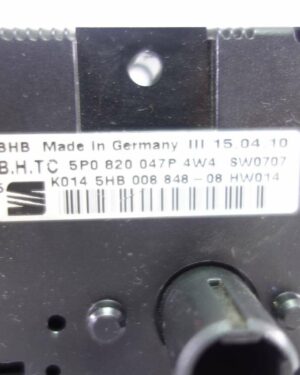 BHB Made In Germany III 15.04.10
B.H.TC 5P0 820 047P 4W4 SW0707
K014 5HB 008 848-08 HW014